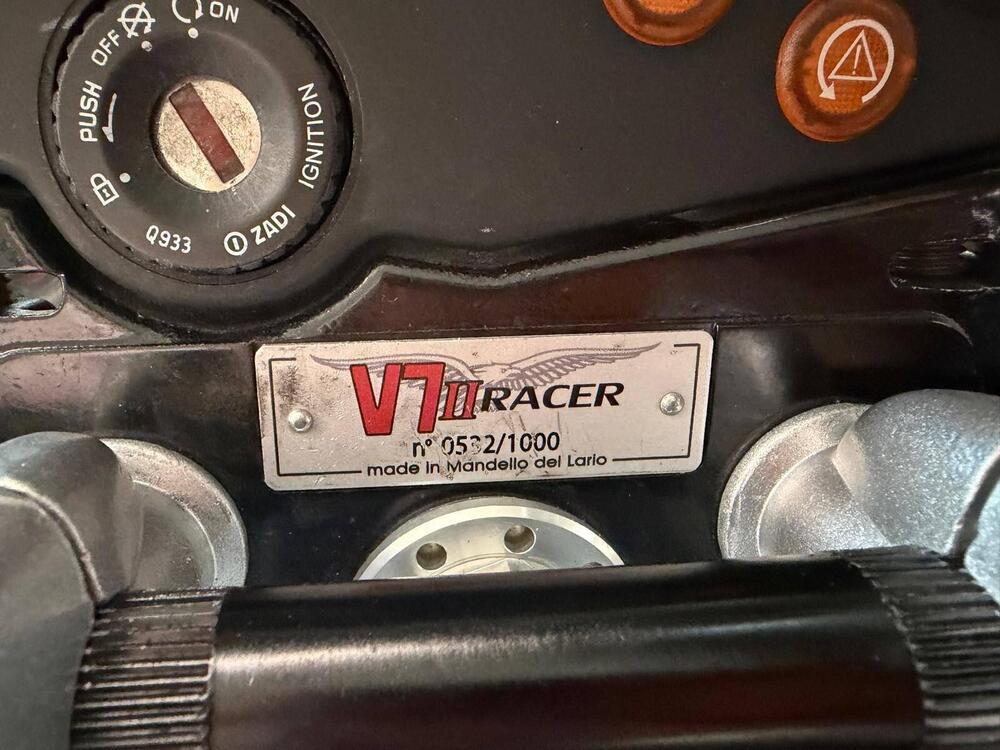 OFF
ON
PUSH
IGNITION
Q933
ZADI
V7II RACER
made in Mandello del Lario